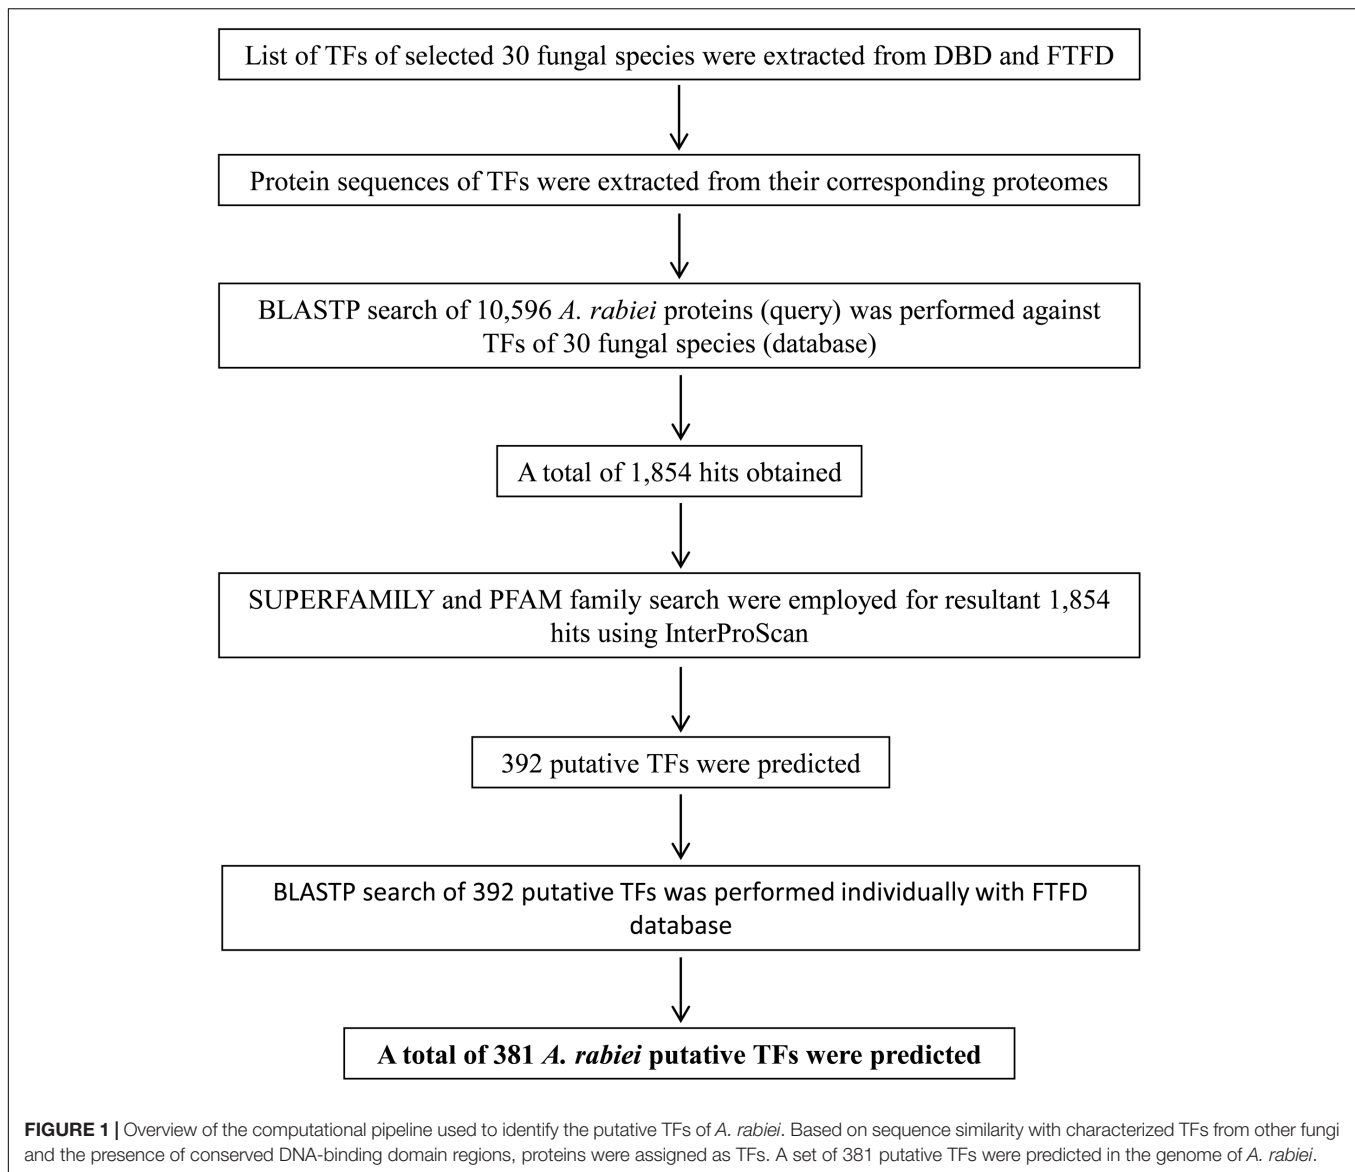 List of TFs of selected 30 fungal species were extracted from DBD and FTFD
Protein sequences of TFs were extracted from their corresponding proteomes
BLASTP search of 10,596 A. rabiei proteins (query) was performed against
TFs of 30 fungal species (database)
A total of 1,854 hits obtained
SUPERFAMILY and PFAM family search were employed for resultant 1,854
hits using InterProScan
392 putative TFs were predicted
BLASTP search of 392 putative TFs was performed individually with FTFD
database
A total of 381 A. rabiei putative TFs were predicted
FIGURE 1 | Overview of the computational pipeline used to identify the putative TFs of A. rabiei. Based on sequence similarity with characterized TFs from other fungi
and the presence of conserved DNA-binding domain regions, proteins were assigned as TFs. A set of 381 putative TFs were predicted in the genome of A. rabiei.